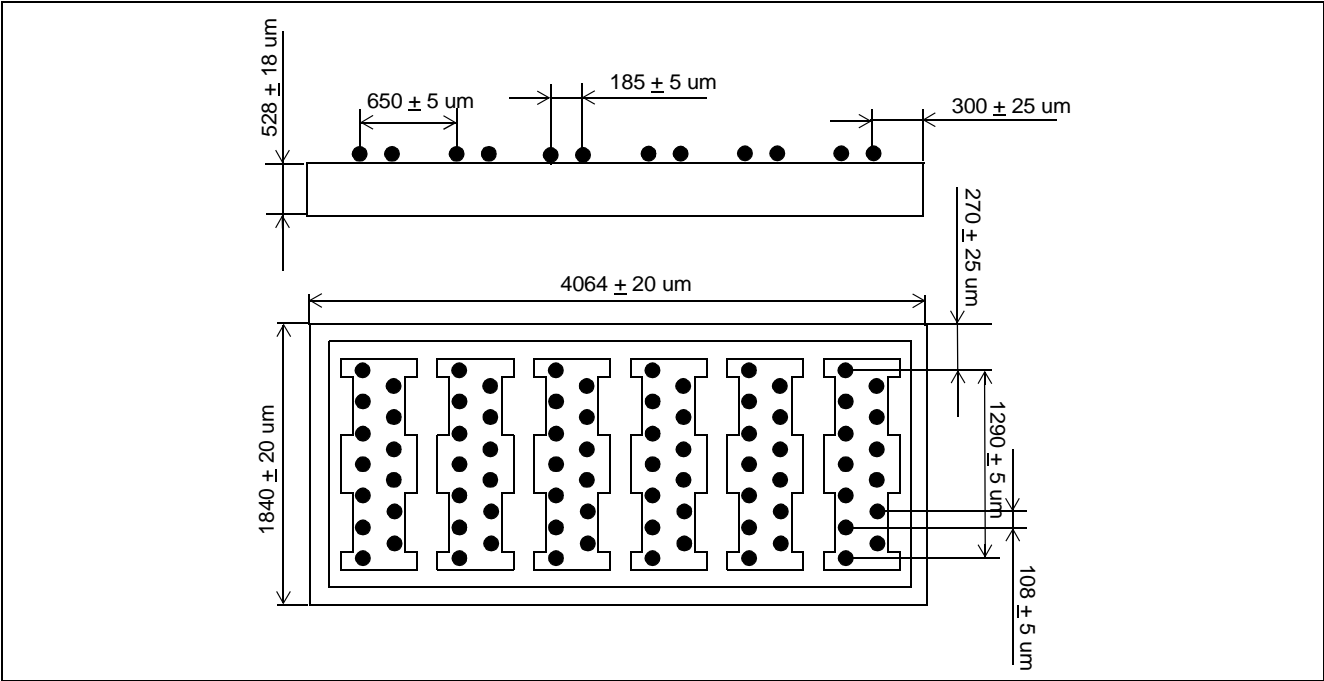 528 ± 18 um
650 ± 5 um
185 ± 5 um
300 ± 25 um
270 ± 25 um
4064 ± 20 um
1840 ± 20 um
1290 ± 5 um
108 ± 5 um